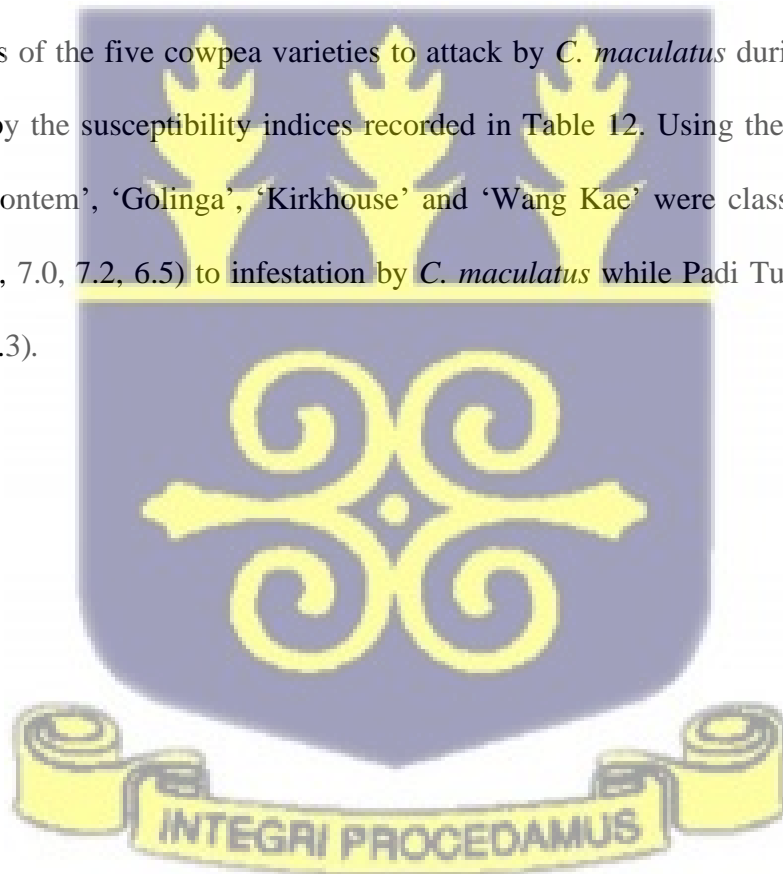 s of the five cowpea varieties to attack by C. maculatus duri
y the susceptibility indices recorded in Table 12. Using the
ontem’, ‘Golinga’, ‘Kirkhouse’ and ‘Wang Kae’ were class
, 7.0, 7.2, 6.5) to infestation by C. maculatus while Padi Tu
.3).
INTEGRI PROCEDAMUS